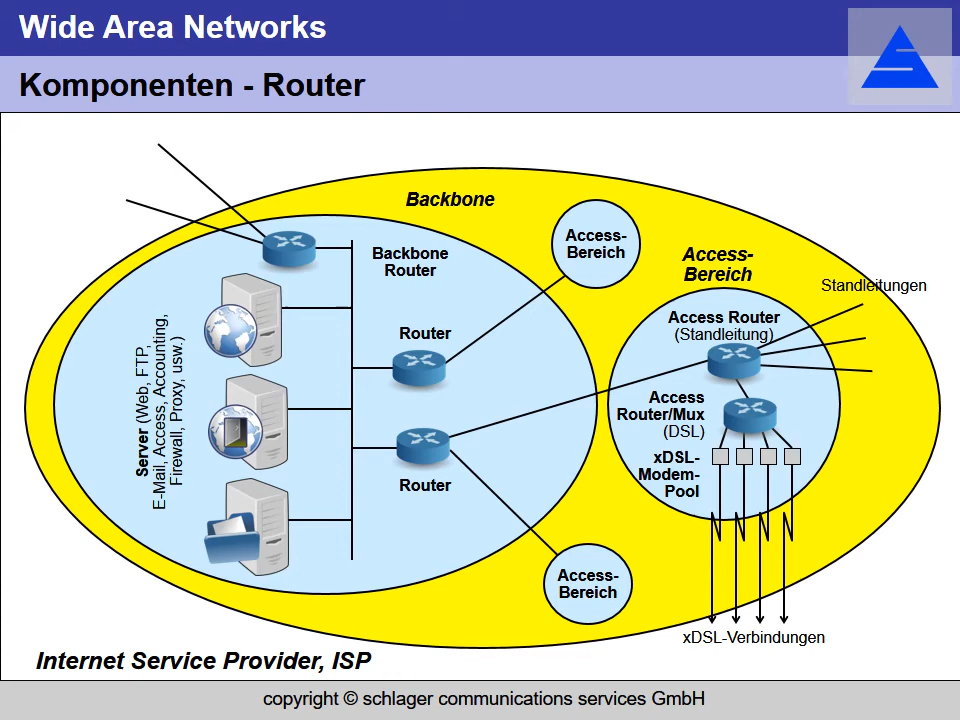 Wide Area Networks
Komponenten - Router
Backbone
Backbone
Router
Access-
Bereich
Access-
Bereich
Standleitungen
Access Router
(Standleitung)
Router
Server (Web, FTP,
E-Mail, Access, Accounting,
Firewall, Proxy, usw.)
Access
Router/Mux
(DSL)
xDSL-
Modem-
Pool
Router
Access-
Bereich
xDSL-Verbindungen
Internet Service Provider, ISP
copyright © schlager communications services GmbH